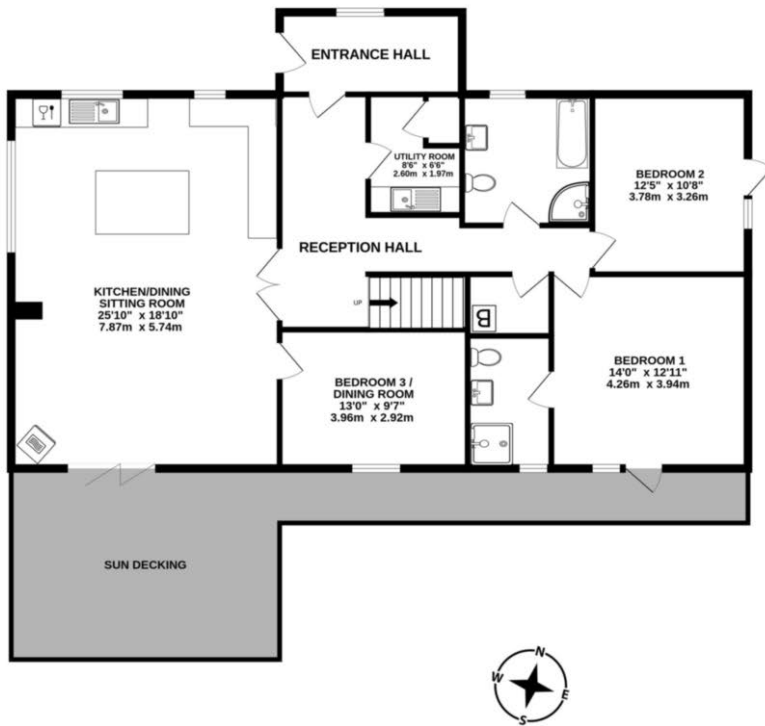 ENTRANCE HALL
UTILITY ROOM
8'6" x 6'6"
2.60m x 1.97m
BEDROOM 2
12'5" x 10'8"
3.78m x 3.26m
RECEPTION HALL
KITCHEN/DINING
SITTING ROOM
25'10" x 18'10"
7.87m x 5.74m
UP
B
BEDROOM 3 /
DINING ROOM
13'0" x 9'7"
3.96m x 2.92m
BEDROOM 1
14'0" x 12'11"
4.26m x 3.94m
SUN DECKING
N
W
E
S